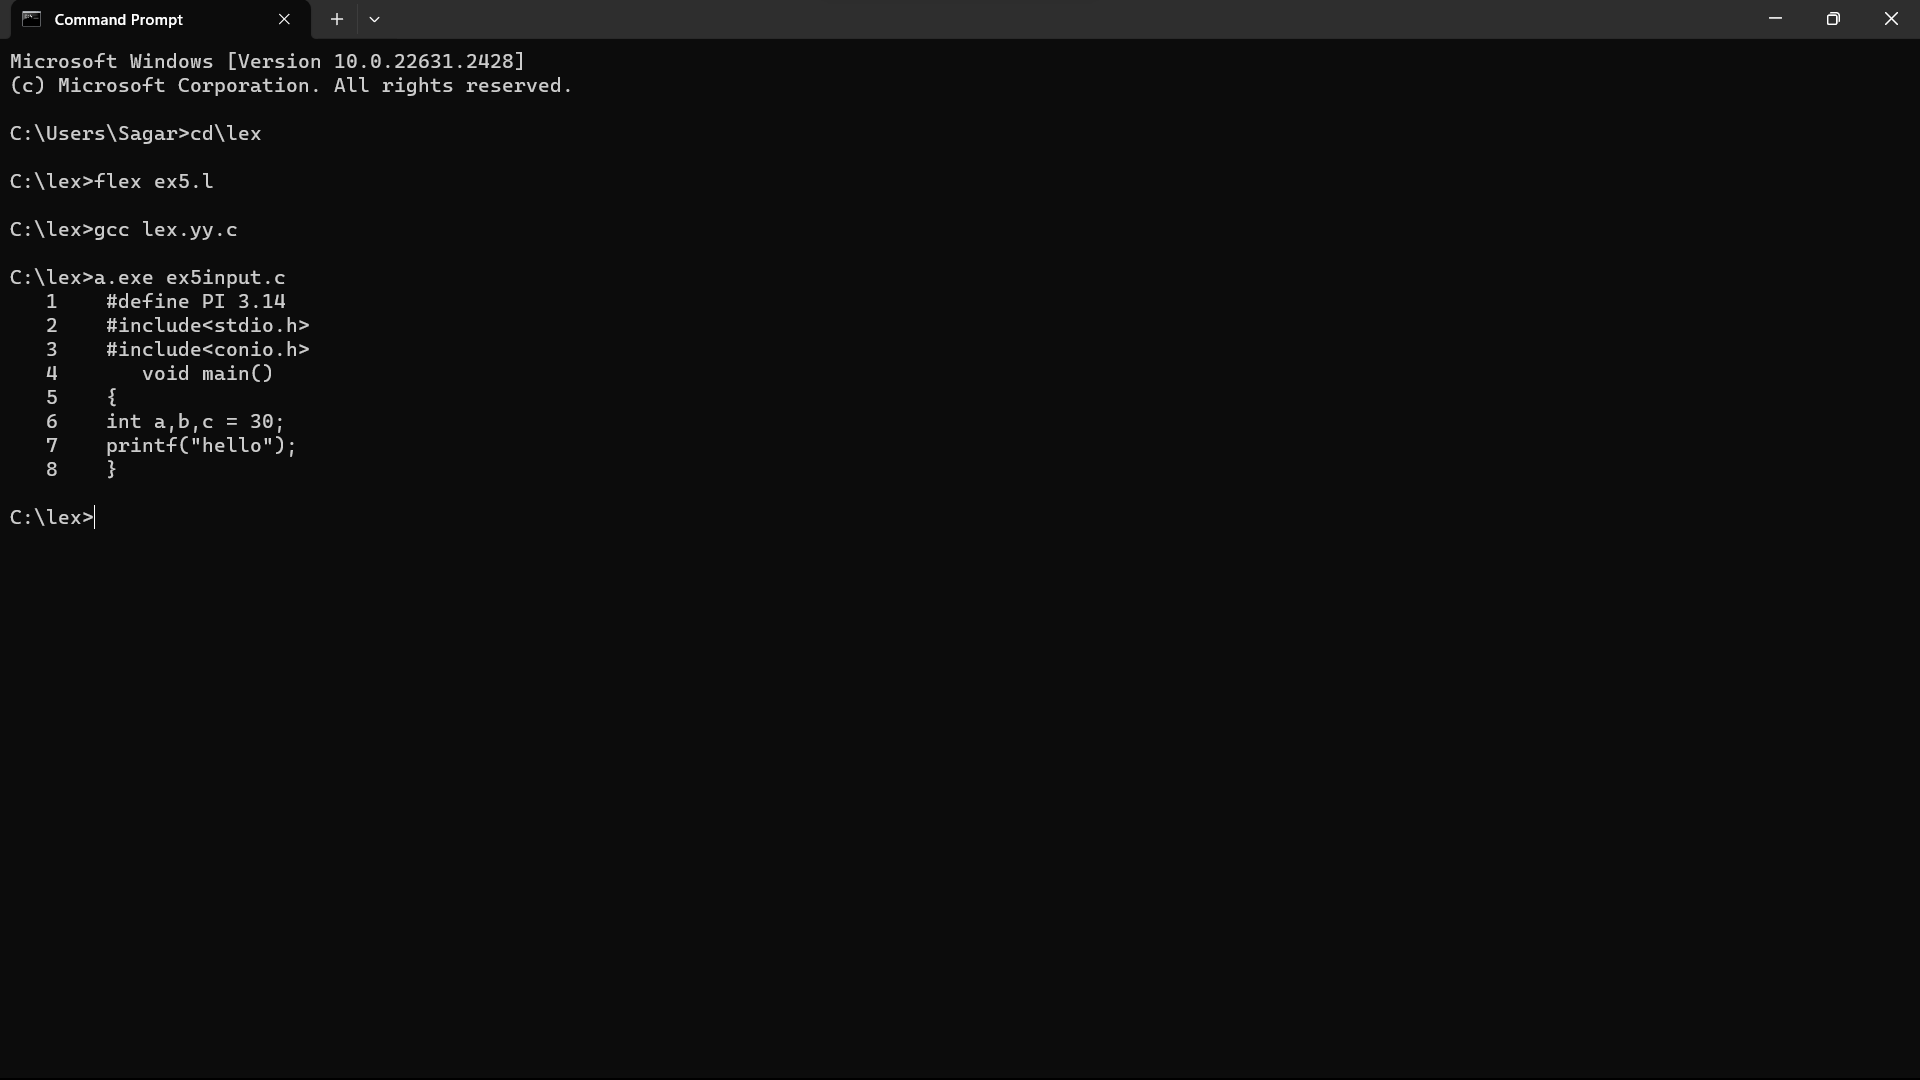 Command Prompt
Microsoft Windows [Version 10.0.22631.2428]
(c) Microsoft Corporation. All rights reserved.
C:\Users\Sagar>cd\lex
C:\lex>flex ex5.l
C:\lex>gcc lex.yy.c
C:\lex>a.exe ex5input.c
   1    #define PI 3.14
   2    #include<stdio.h>
   3    #include<conio.h>
   4       void main()
   5    {
   6    int a,b,c = 30;
   7    printf("hello");
   8    }
C:\lex>